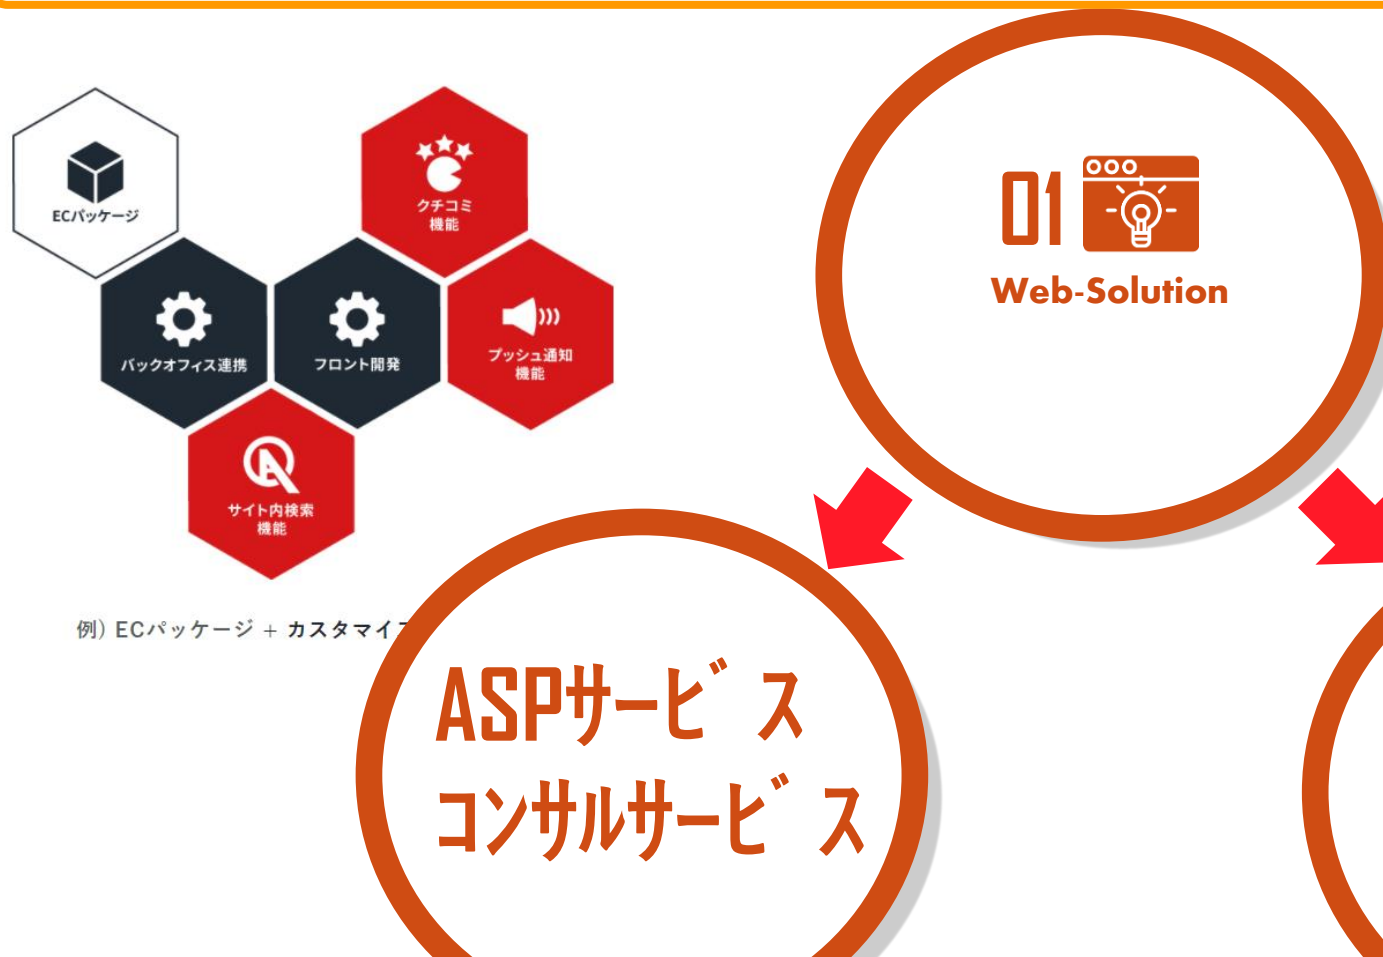 ECパッケージ
クチコミ
機能
バックオフィス連携
フロント開発
プッシュ通知
機能
サイト内検索
機能
例) ECパッケージ + カスタマイ
01
Web-Solution
ASPサービス
コンサルサービス